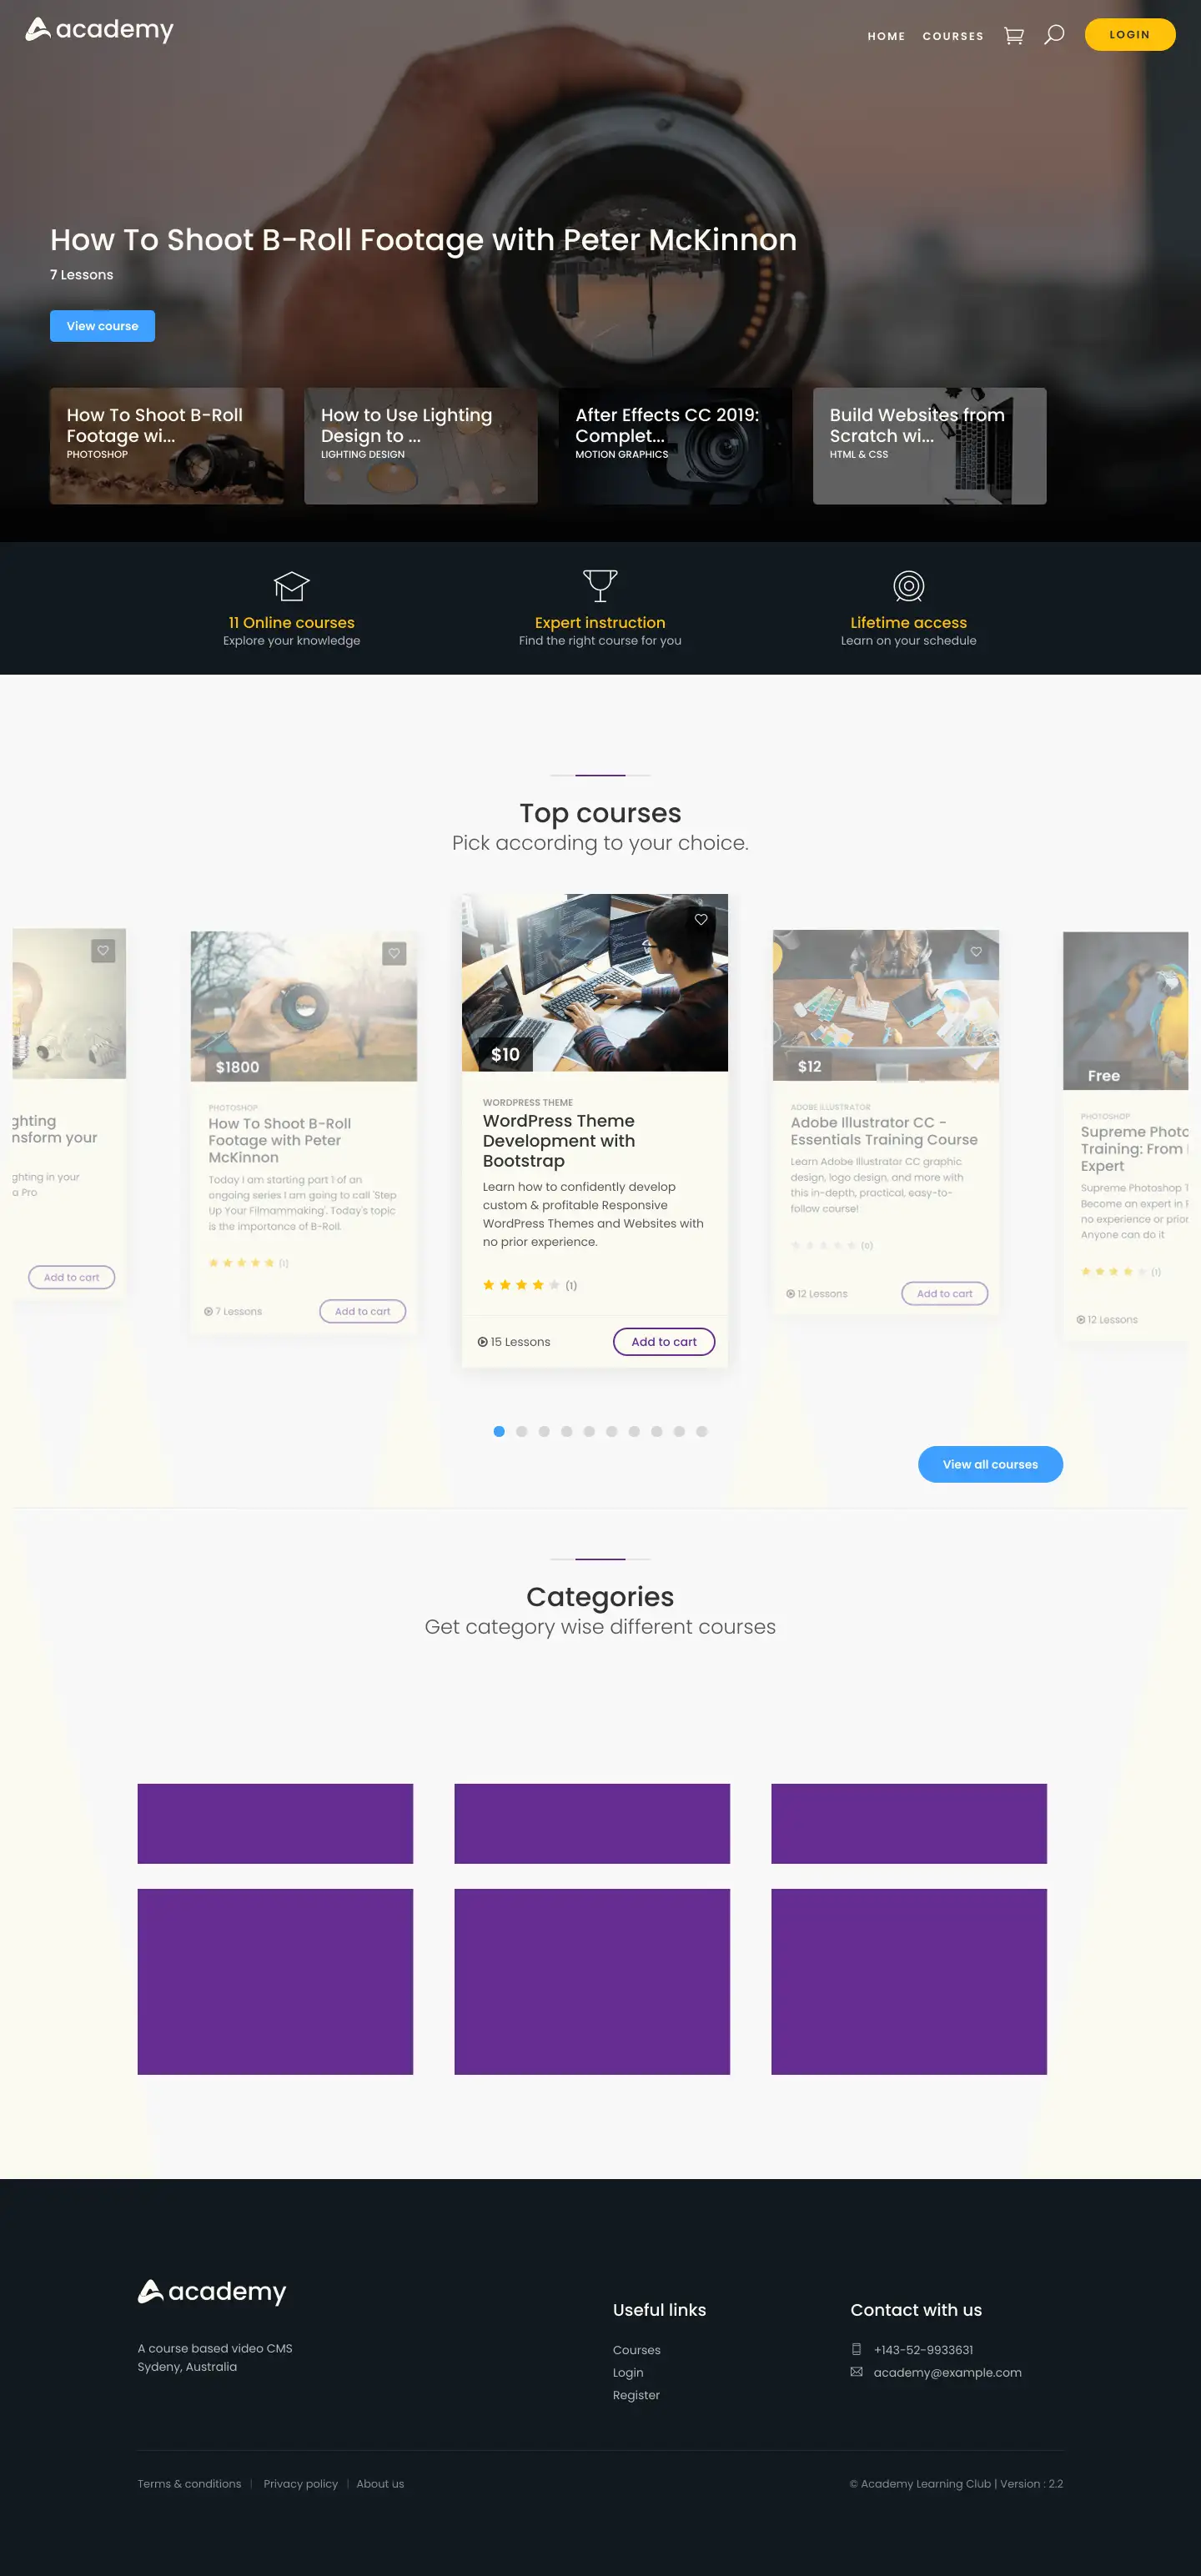 academy
HOME COURSES LOGIN
How To Shoot B-Roll Footage with Peter McKinnon
7 Lessons
View course
How To Shoot B-Roll
Footage wi...
PHOTOSHOP
How to Use Lighting
Design to ...
LIGHTING DESIGN
After Effects CC 2019:
Complet...
MOTION GRAPHICS
Build Websites from
Scratch wi...
HTML & CSS
11 Online courses
Explore your knowledge
Expert instruction
Find the right course for you
Lifetime access
Learn on your schedule
Top courses
Pick according to your choice.
ghting
nsform your
ghting in your
a Pro.
Add to cart
$1800
PHOTOSHOP
How To Shoot B-Roll
Footage with Peter
McKinnon
Today I am starting part 1 of an
ongoing series I am going to call 'Step
Up Your Filmmaking'. Today's topic
is the importance of B-Roll.
(1)
7 Lessons
Add to cart
$10
WORDPRESS THEME
WordPress Theme
Development with
Bootstrap
Learn how to confidently develop
custom & profitable Responsive
WordPress Themes and Websites with
no prior experience.
(1)
15 Lessons
Add to cart
$12
ADOBE ILLUSTRATOR
Adobe Illustrator CC -
Essentials Training Course
Learn Adobe Illustrator CC graphic
design, logo design, and more with
this in-depth, practical, easy-to-
follow course!
(0)
12 Lessons
Add to cart
Free
PHOTOSHOP
Supreme Photo
Training: From
Expert
Supreme Photoshop
Become an expert in
no experience or prior
Anyone can do it
(1)
12 Lessons
View all courses
Categories
Get category wise different courses
academy
A course based video CMS
Sydeny, Australia
Useful links
Courses
Login
Register
Contact with us
+143-52-9933631
academy@example.com
Terms & conditions | Privacy policy | About us
© Academy Learning Club | Version : 2.2